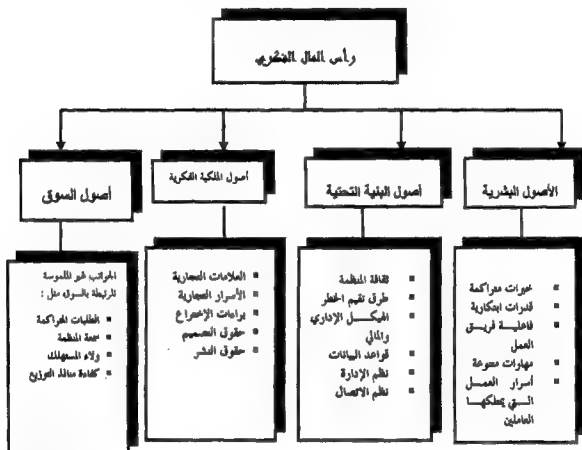 رأس المال الفكري
الأصول البشرية
أصول البنية التحتية
أصول الملكية الفكرية
أصول السوق
خبرات متراكمة
قدرات ابتكارية
فاعلية فريق
العمل
مهارات متنوعة
أسرار العمل
التي يمتلكها
العاملين
ثقافة المنظمة
طرق تقييم الخطر
الهيكل الإداري
والمالي
قواعد البيانات
نظم الإدارة
نظم الاتصال
العلامات التجارية
الأسرار التجارية
براءات الإختراع
حقوق التصميم
حقوق النشر
الجوانب غير الملموسة
المرتبطة بالسوق مثل :
الطلبات المتراكمة
سمعة المنظمة
ولاء المستهلك
كفاءة منافذ التوزيع